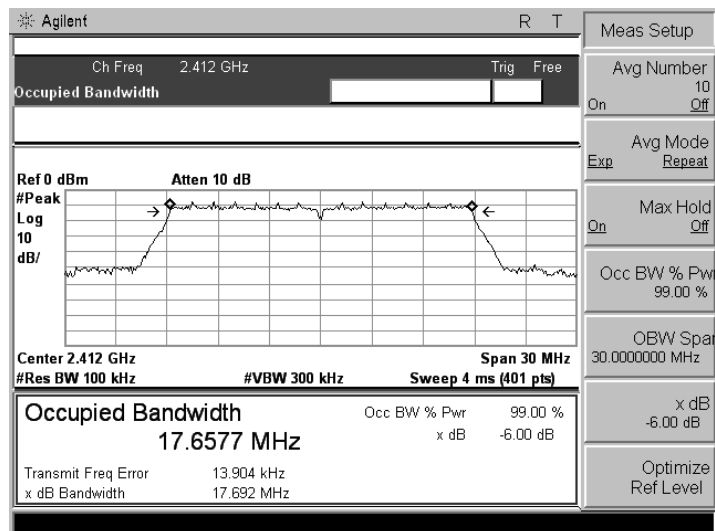 Agilent R T
Ch Freq 2.412 GHz Trig Free
Occupied Bandwidth
Ref 0 dBm Atten 10 dB
#Peak
Log
10
dB/
Center 2.412 GHz Span 30 MHz
#Res BW 100 kHz #VBW 300 kHz Sweep 4 ms (401 pts)
Occupied Bandwidth
17.6577 MHz
Occ BW % Pwr 99.00 %
x dB -6.00 dB
Transmit Freq Error 13.904 kHz
x dB Bandwidth 17.692 MHz
Meas Setup
Avg Number
10
On Off
Avg Mode
Exp Repeat
Max Hold
On Off
Occ BW % Pwr
99.00 %
OBW Spar
30.0000000 MHz
x dB
-6.00 dB
Optimize
Ref Level